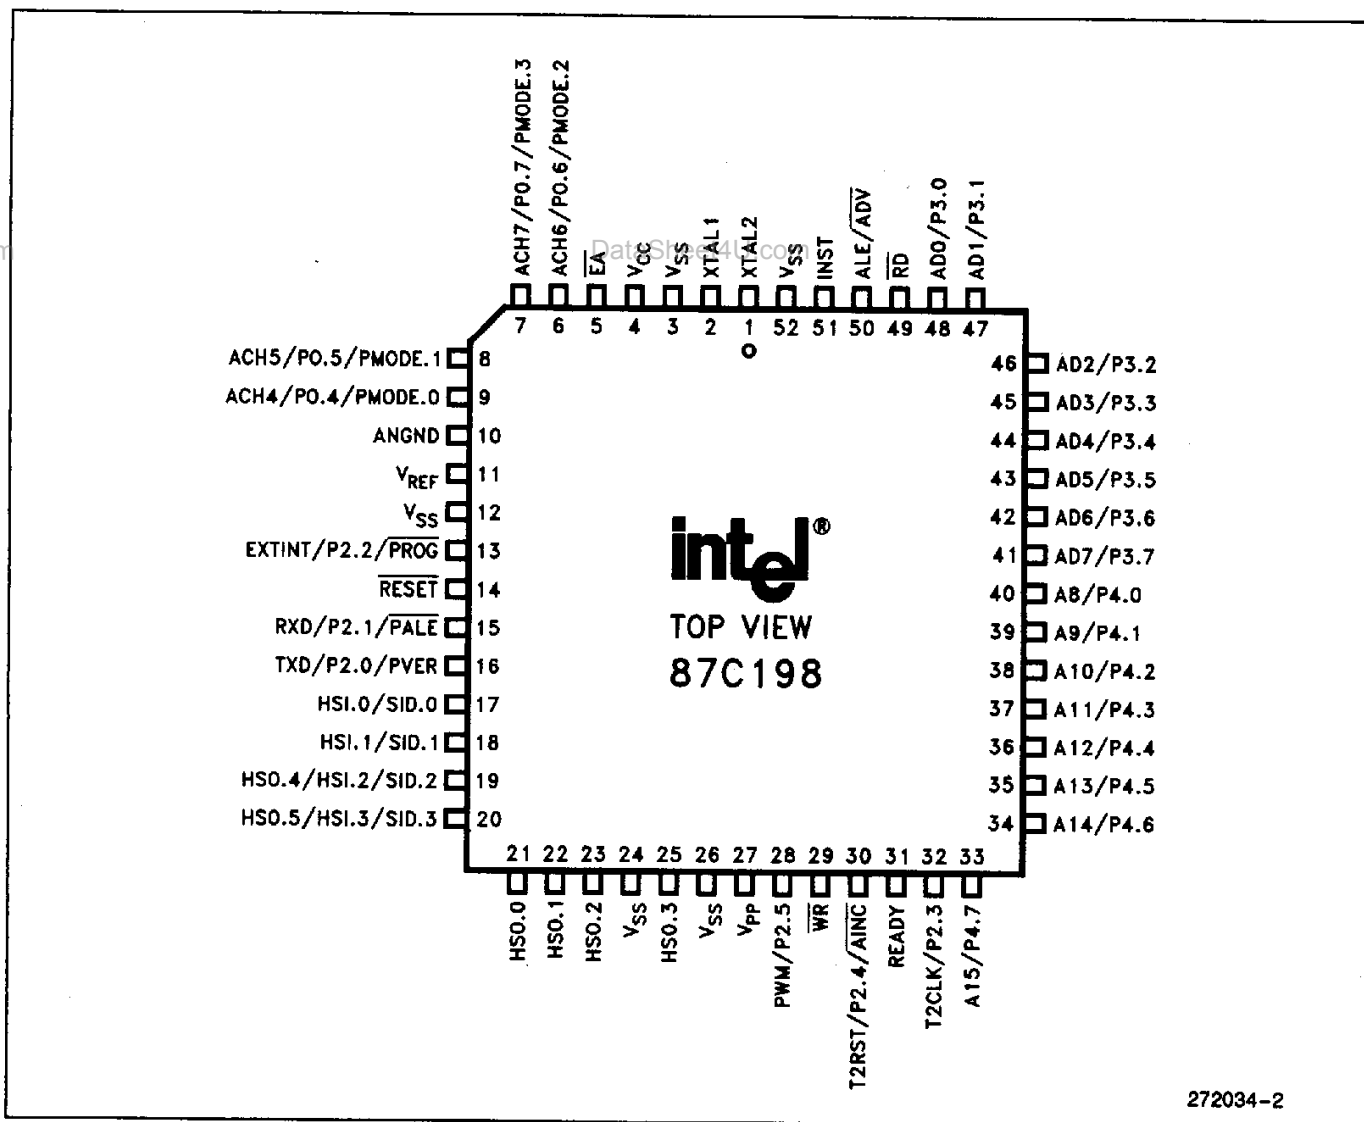 ACH7/P0.7/PMODE.3
ACH6/P0.6/PMODE.2
EA
VCC
VSS
XTAL1
XTAL2
VSS
INST
ALE/ADV
RD
AD0/P3.0
AD1/P3.1
m
DataSheet4U.com
7 6 5 4 3 2 1 52 51 50 49 48 47
ACH5/P0.5/PMODE.1 8
ACH4/P0.4/PMODE.0 9
ANGND 10
VREF 11
VSS 12
EXTINT/P2.2/PROG 13
RESET 14
RXD/P2.1/PALE 15
TXD/P2.0/PVER 16
HSI.0/SID.0 17
HSI.1/SID.1 18
HSO.4/HSI.2/SID.2 19
HSO.5/HSI.3/SID.3 20
intel®
TOP VIEW
87C198
46 AD2/P3.2
45 AD3/P3.3
44 AD4/P3.4
43 AD5/P3.5
42 AD6/P3.6
41 AD7/P3.7
40 A8/P4.0
39 A9/P4.1
38 A10/P4.2
37 A11/P4.3
36 A12/P4.4
35 A13/P4.5
34 A14/P4.6
21 22 23 24 25 26 27 28 29 30 31 32 33
HSO.0
HSO.1
HSO.2
VSS
HSO.3
VSS
VPP
PWM/P2.5
WR
T2RST/P2.4/AINC
READY
T2CLK/P2.3
A15/P4.7
272034-2